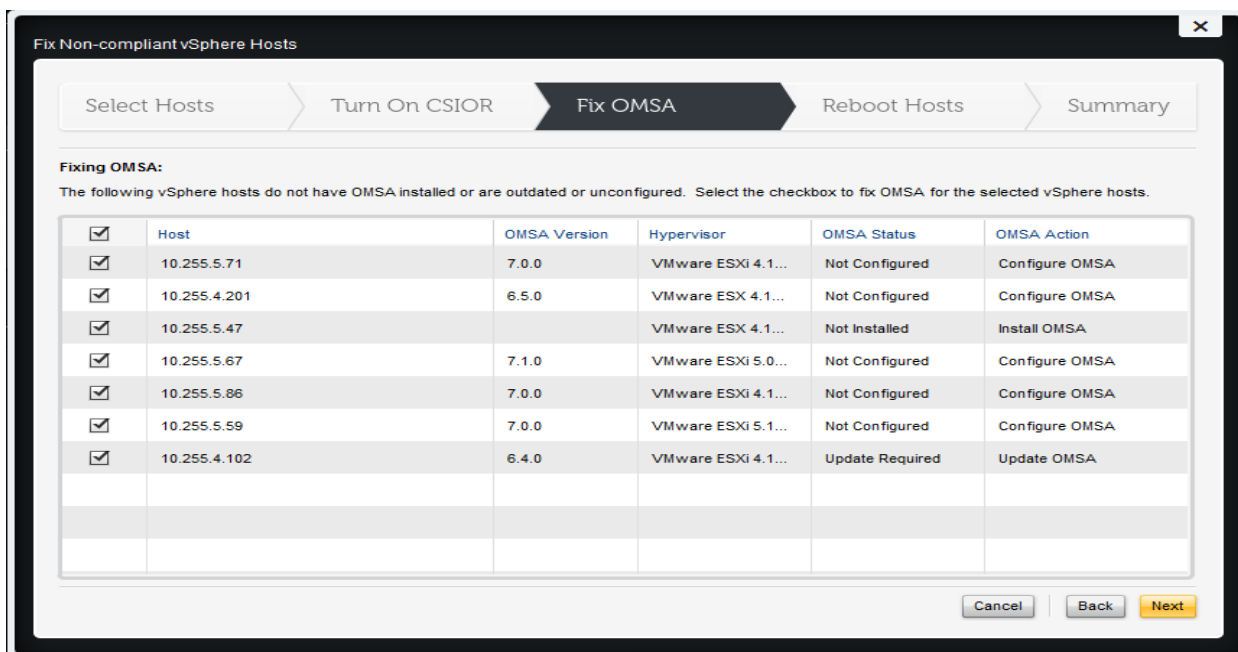 Fix Non-compliant vSphere Hosts
Select Hosts Turn On CSIOR Fix OMSA Reboot Hosts Summary
Fixing OMSA:
The following vSphere hosts do not have OMSA installed or are outdated or unconfigured. Select the checkbox to fix OMSA for the selected vSphere hosts.
Host OMSA Version Hypervisor OMSA Status OMSA Action
10.255.5.71 7.0.0 VMware ESXi 4.1... Not Configured Configure OMSA
10.255.4.201 6.5.0 VMware ESX 4.1... Not Configured Configure OMSA
10.255.5.47 VMware ESX 4.1... Not Installed Install OMSA
10.255.5.67 7.1.0 VMware ESXi 5.0... Not Configured Configure OMSA
10.255.5.86 7.0.0 VMware ESXi 4.1... Not Configured Configure OMSA
10.255.5.59 7.0.0 VMware ESXi 5.1... Not Configured Configure OMSA
10.255.4.102 6.4.0 VMware ESXi 4.1... Update Required Update OMSA
Cancel Back Next